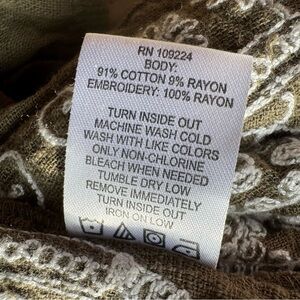 RN 109224
BODY:
91% COTTON 9% RAYON
EMBROIDERY: 100% RAYON
TURN INSIDE OUT
MACHINE WASH COLD
WASH WITH LIKE COLORS
ONLY NON-CHLORINE
BLEACH WHEN NEEDED
TUMBLE DRY LOW
REMOVE IMMEDIATELY
TURN INSIDE OUT
IRON ON LOW